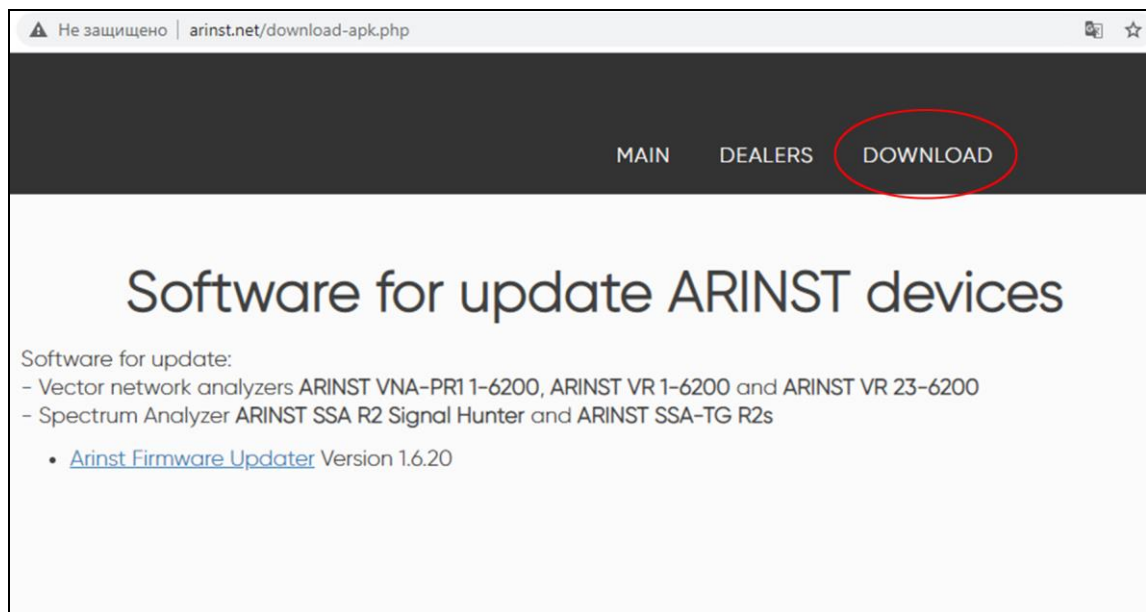 Не защищено | arinst.net/download-apk.php
MAIN DEALERS DOWNLOAD
Software for update ARINST devices
Software for update:
- Vector network analyzers ARINST VNA-PR1 1-6200, ARINST VR 1-6200 and ARINST VR 23-6200
- Spectrum Analyzer ARINST SSA R2 Signal Hunter and ARINST SSA-TG R2s
• Arinst Firmware Updater Version 1.6.20